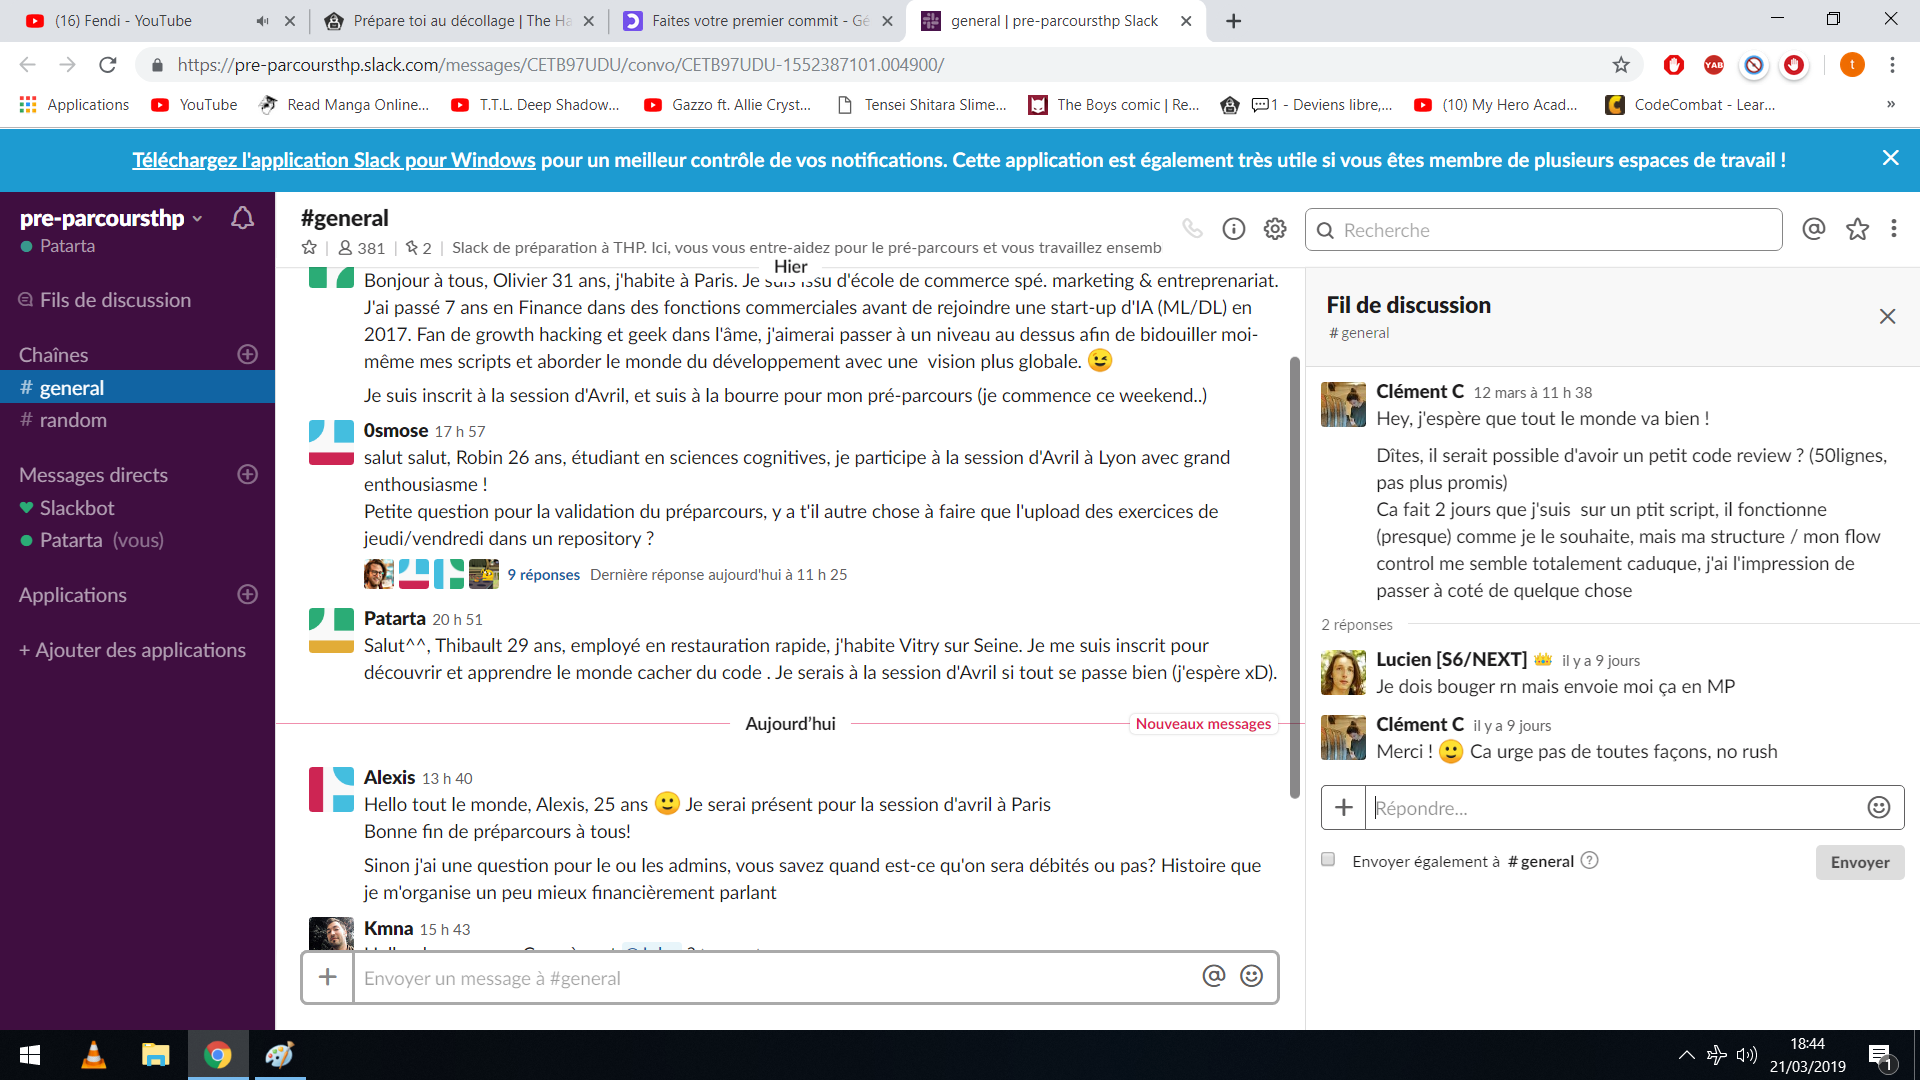 (16) Fendi - YouTube
Prépare toi au décollage | The Ha
Faites votre premier commit - Gé
general | pre-parcoursthp Slack
https://pre-parcoursthp.slack.com/messages/CETB97UDU/convo/CETB97UDU-1552387101.004900/
YAB
t
Applications
YouTube
Read Manga Online...
T.T.L. Deep Shadow...
Gazzo ft. Allie Cryst...
Tensei Shitara Slime...
The Boys comic | Re...
1 - Deviens libre,...
(10) My Hero Acad...
CodeCombat - Lear...
»
Téléchargez l'application Slack pour Windows pour un meilleur contrôle de vos notifications. Cette application est également très utile si vous êtes membre de plusieurs espaces de travail !
pre-parcoursthp
Patarta
Fils de discussion
Chaînes
# general
# random
Messages directs
Slackbot
Patarta (vous)
Applications
+ Ajouter des applications
#general
381 | 2 | Slack de préparation à THP. Ici, vous vous entre-aidez pour le pré-parcours et vous travaillez ensemb
Recherche
Hier
Bonjour à tous, Olivier 31 ans, j'habite à Paris. Je suis issu d'école de commerce spé. marketing & entreprenariat.
J'ai passé 7 ans en Finance dans des fonctions commerciales avant de rejoindre une start-up d'IA (ML/DL) en
2017. Fan de growth hacking et geek dans l'âme, j'aimerai passer à un niveau au dessus afin de bidouiller moi-
même mes scripts et aborder le monde du développement avec une vision plus globale. 😉
Je suis inscrit à la session d'Avril, et suis à la bourre pour mon pré-parcours (je commence ce weekend..)
0smose 17 h 57
salut salut, Robin 26 ans, étudiant en sciences cognitives, je participe à la session d'Avril à Lyon avec grand
enthousiasme !
Petite question pour la validation du préparcours, y a t'il autre chose à faire que l'upload des exercices de
jeudi/vendredi dans un repository ?
9 réponses Dernière réponse aujourd'hui à 11 h 25
Patarta 20 h 51
Salut^^, Thibault 29 ans, employé en restauration rapide, j'habite Vitry sur Seine. Je me suis inscrit pour
découvrir et apprendre le monde cacher du code . Je serais à la session d'Avril si tout se passe bien (j'espère xD).
Aujourd'hui
Nouveaux messages
Alexis 13 h 40
Hello tout le monde, Alexis, 25 ans 🙂 Je serai présent pour la session d'avril à Paris
Bonne fin de préparcours à tous!
Sinon j'ai une question pour le ou les admins, vous savez quand est-ce qu'on sera débités ou pas? Histoire que
je m'organise un peu mieux financièrement parlant
Kmna 15 h 43
Envoyer un message à #general
Fil de discussion
# general
Clément C 12 mars à 11 h 38
Hey, j'espère que tout le monde va bien !
Dîtes, il serait possible d'avoir un petit code review ? (50lignes,
pas plus promis)
Ca fait 2 jours que j'suis sur un ptit script, il fonctionne
(presque) comme je le souhaite, mais ma structure / mon flow
control me semble totalement caduque, j'ai l'impression de
passer à coté de quelque chose
2 réponses
Lucien [S6/NEXT] 👑 il y a 9 jours
Je dois bouger rn mais envoie moi ça en MP
Clément C il y a 9 jours
Merci ! 🙂 Ca urge pas de toutes façons, no rush
Répondre...
Envoyer également à # general ?
Envoyer
18:44
21/03/2019
1